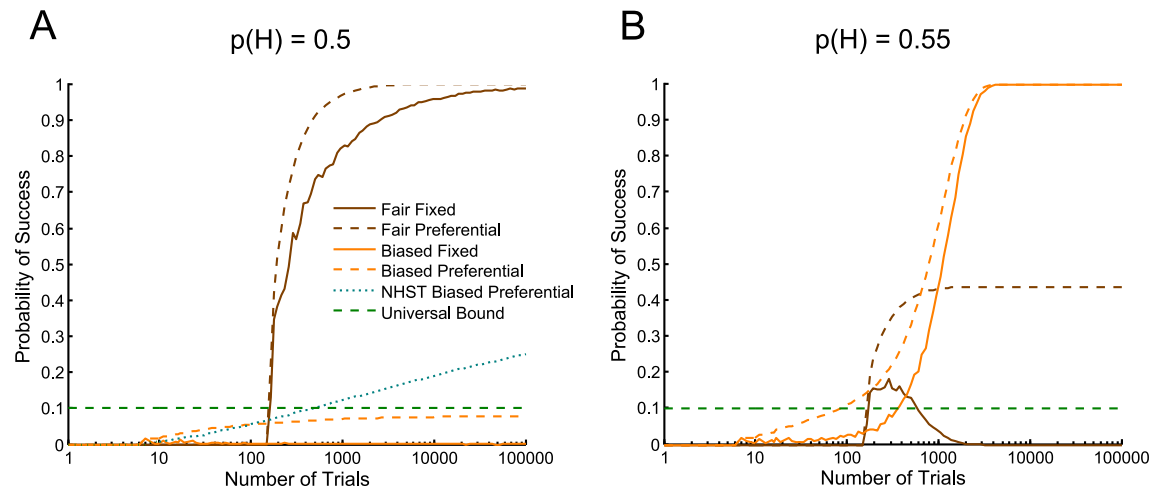 A
p(H) = 0.5
Probability of Success
1
0.9
0.8
0.7
0.6
0.5
0.4
0.3
0.2
0.1
0
1
10
100
1000
10000
100000
Number of Trials
Fair Fixed
Fair Preferential
Biased Fixed
Biased Preferential
NHST Biased Preferential
Universal Bound
B
p(H) = 0.55
Probability of Success
1
0.9
0.8
0.7
0.6
0.5
0.4
0.3
0.2
0.1
0
1
10
100
1000
10000
100000
Number of Trials